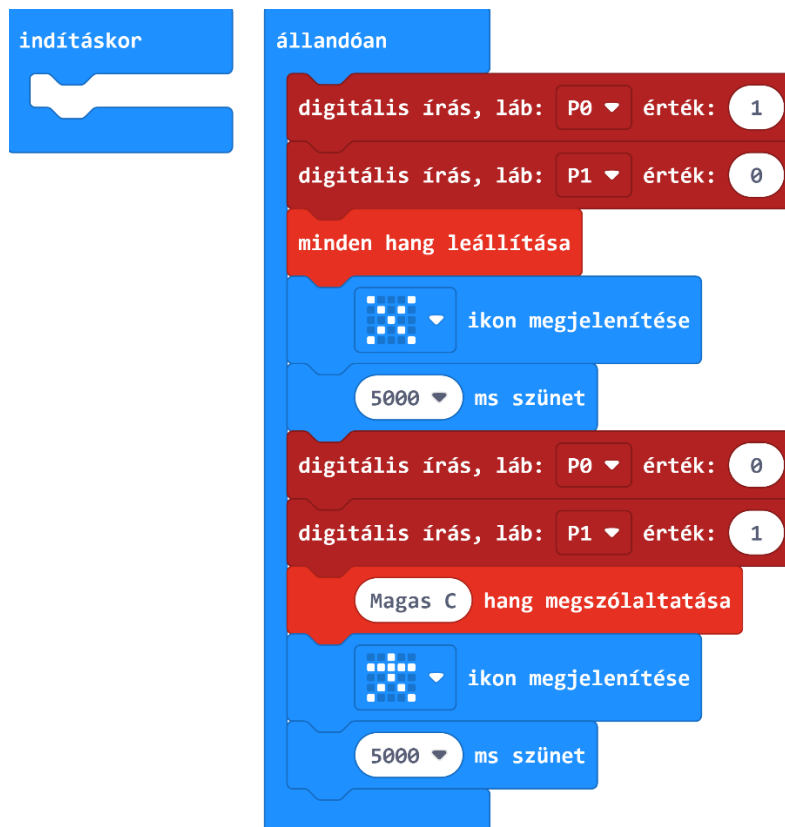 indításkor
állandóan
digitális írás, láb: P0 érték: 1
digitális írás, láb: P1 érték: 0
minden hang leállítása
ikon megjelenítése
5000 ms szünet
digitális írás, láb: P0 érték: 0
digitális írás, láb: P1 érték: 1
Magas C hang megszólaltatása
ikon megjelenítése
5000 ms szünet